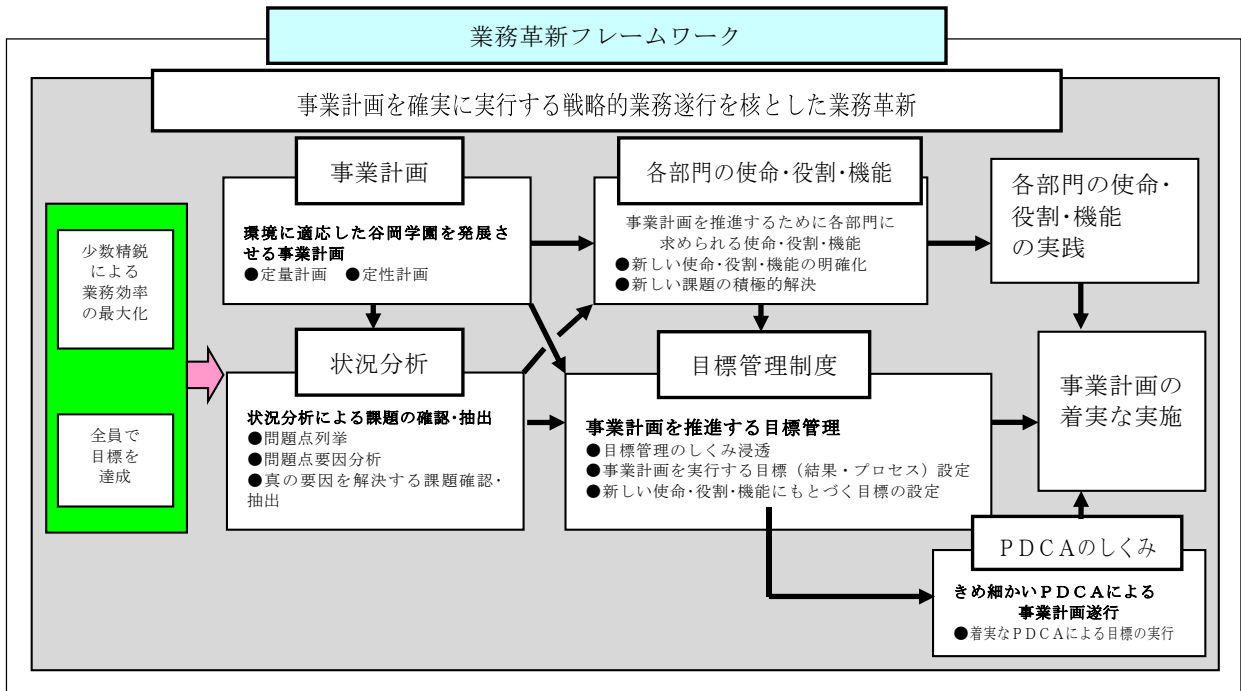 業務革新フレームワーク
事業計画を確実に実行する戦略的業務遂行を核とした業務革新
少数精鋭
による
業務効率
の最大化
全員で
目標を
達成
事業計画
環境に適応した谷岡学園を発展さ
せる事業計画
●定量計画 ●定性計画
状況分析
状況分析による課題の確認・抽出
●問題点列挙
●問題点要因分析
●真の要因を解決する課題確認・
抽出
各部門の使命・役割・機能
事業計画を推進するために各部門に
求められる使命・役割・機能
●新しい使命・役割・機能の明確化
●新しい課題の積極的解決
目標管理制度
事業計画を推進する目標管理
●目標管理のしくみ浸透
●事業計画を実行する目標（結果・プロセス）設定
●新しい使命・役割・機能にもとづく目標の設定
各部門の使命・
役割・機能
の実践
事業計画の
着実な実施
ＰＤＣＡのしくみ
きめ細かいＰＤＣＡによる
事業計画遂行
●着実なＰＤＣＡによる目標の実行